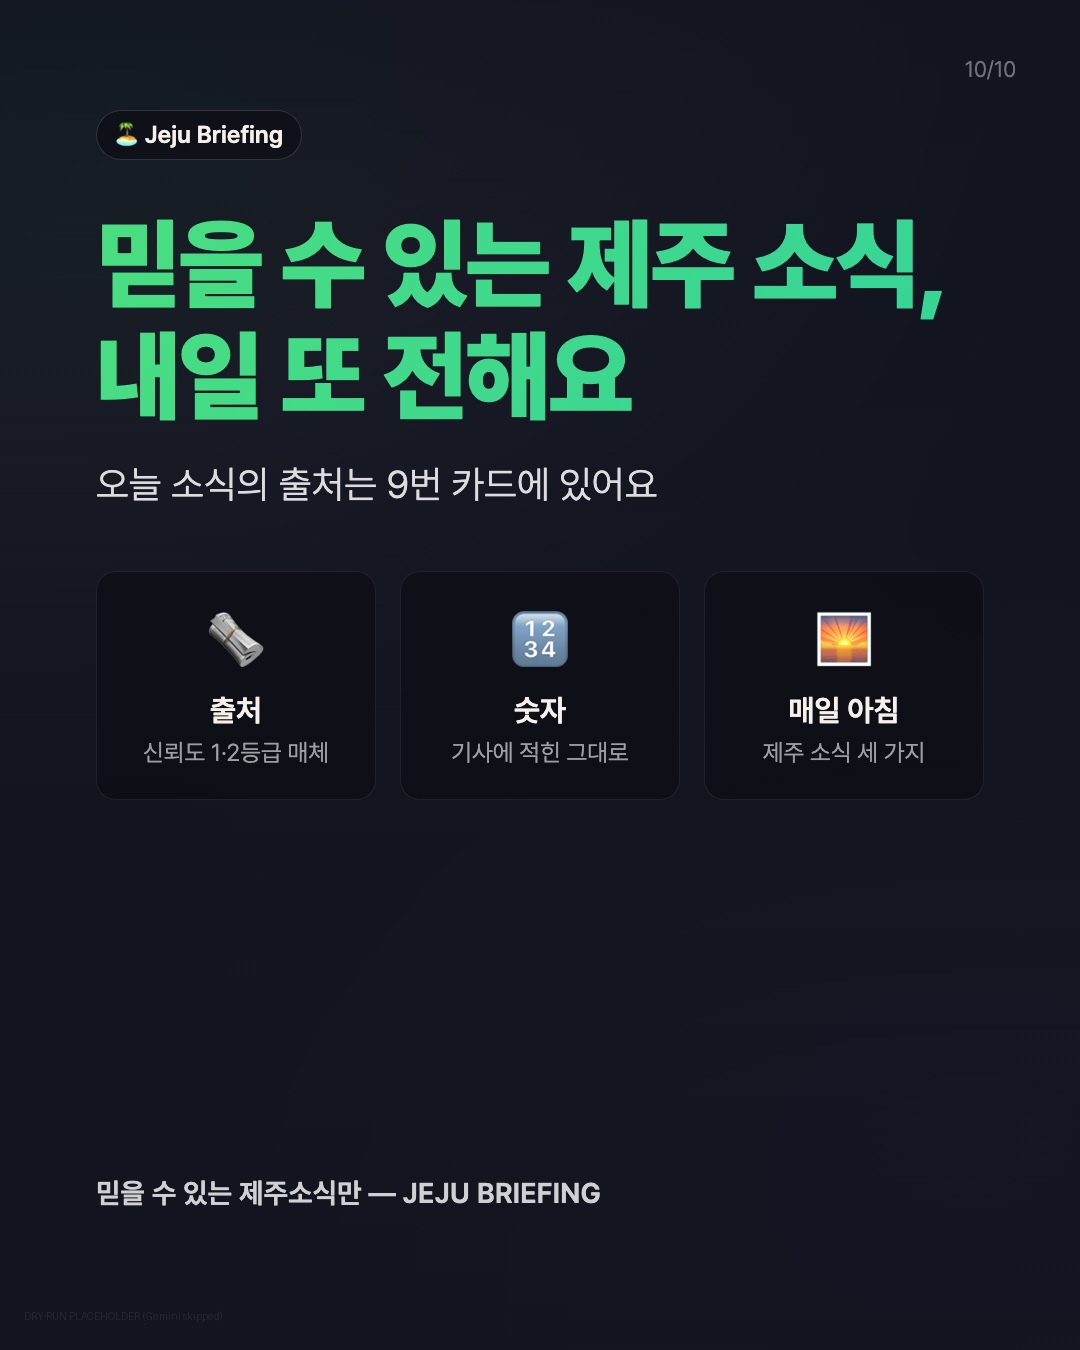 10/10
Jeju Briefing
믿을 수 있는 제주 소식,
내일 또 전해요
오늘 소식의 출처는 9번 카드에 있어요
출처
신뢰도 1·2등급 매체
1234
숫자
기사에 적힌 그대로
매일 아침
제주 소식 세 가지
믿을 수 있는 제주소식만 — JEJU BRIEFING
DRY-RUN PLACEHOLDER (Gemini skipped)